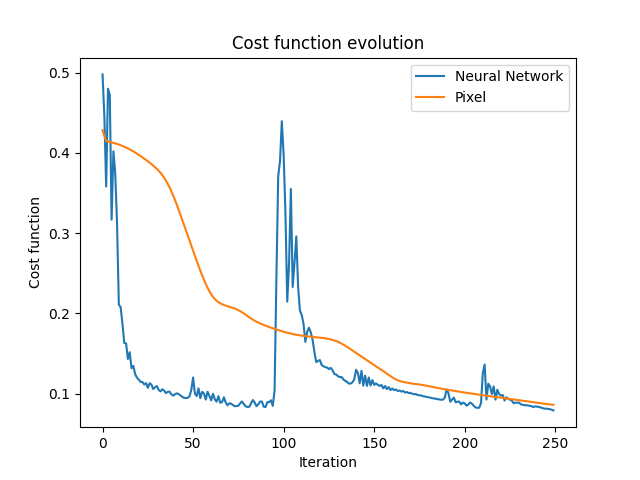 Cost function evolution
Neural Network
Pixel
Cost function
0.5
0.4
0.3
0.2
0.1
0
50
100
150
200
250
Iteration